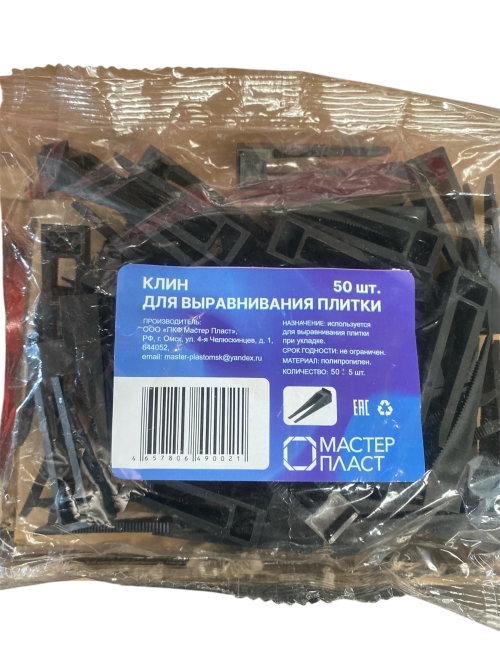 КЛИН 50 шт.
ДЛЯ ВЫРАВНИВАНИЯ ПЛИТКИ
ПРОИЗВОДИТЕЛЬ:
ООО «ПКФ Мастер Пласт»,
РФ, г. Омск, ул. 4-я Челюскинцев, д. 1,
644052,
email: master-plastomsk@yandex.ru
НАЗНАЧЕНИЕ: используется
для выравнивания плитки
при укладке.
СРОК ГОДНОСТИ: не ограничен.
МАТЕРИАЛ: полипропилен.
КОЛИЧЕСТВО: 50 ± 5 шт.
4 657806 490021
EAC
МАСТЕР
ПЛАСТ